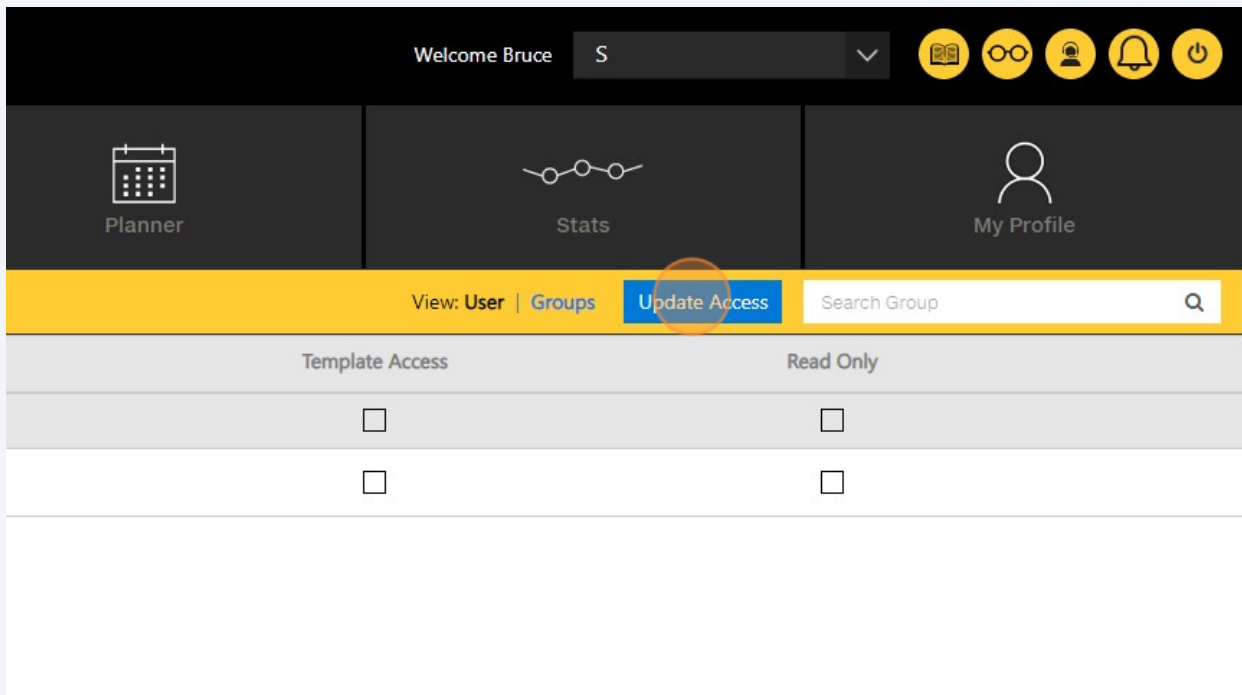 Welcome Bruce S
Planner Stats My Profile
View: User | Groups Update Access Search Group
Template Access Read Only